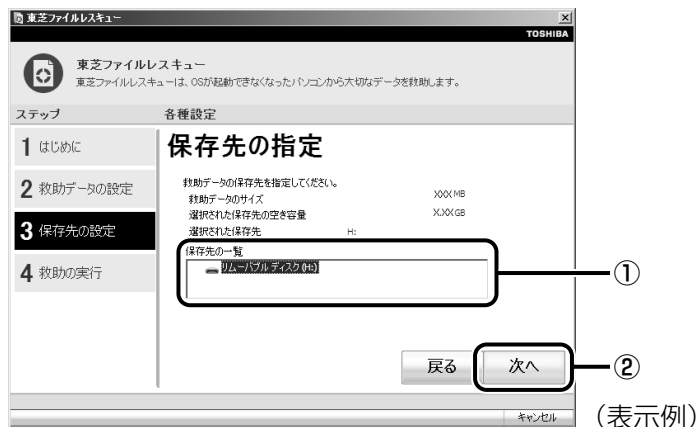 東芝ファイルレスキュー
TOSHIBA
東芝ファイルレスキュー
東芝ファイルレスキューは、OSが起動できなくなったパソコンから大切なデータを救助します。
ステップ 各種設定
1 はじめに
2 救助データの設定
3 保存先の設定
4 救助の実行
保存先の指定
救助データの保存先を指定してください。
救助データのサイズ XXX MB
選択された保存先の空き容量 X.XX GB
選択された保存先 H:
保存先の一覧
リムーバブル ディスク (H:)
①
戻る 次へ
②
キャンセル
（表示例）